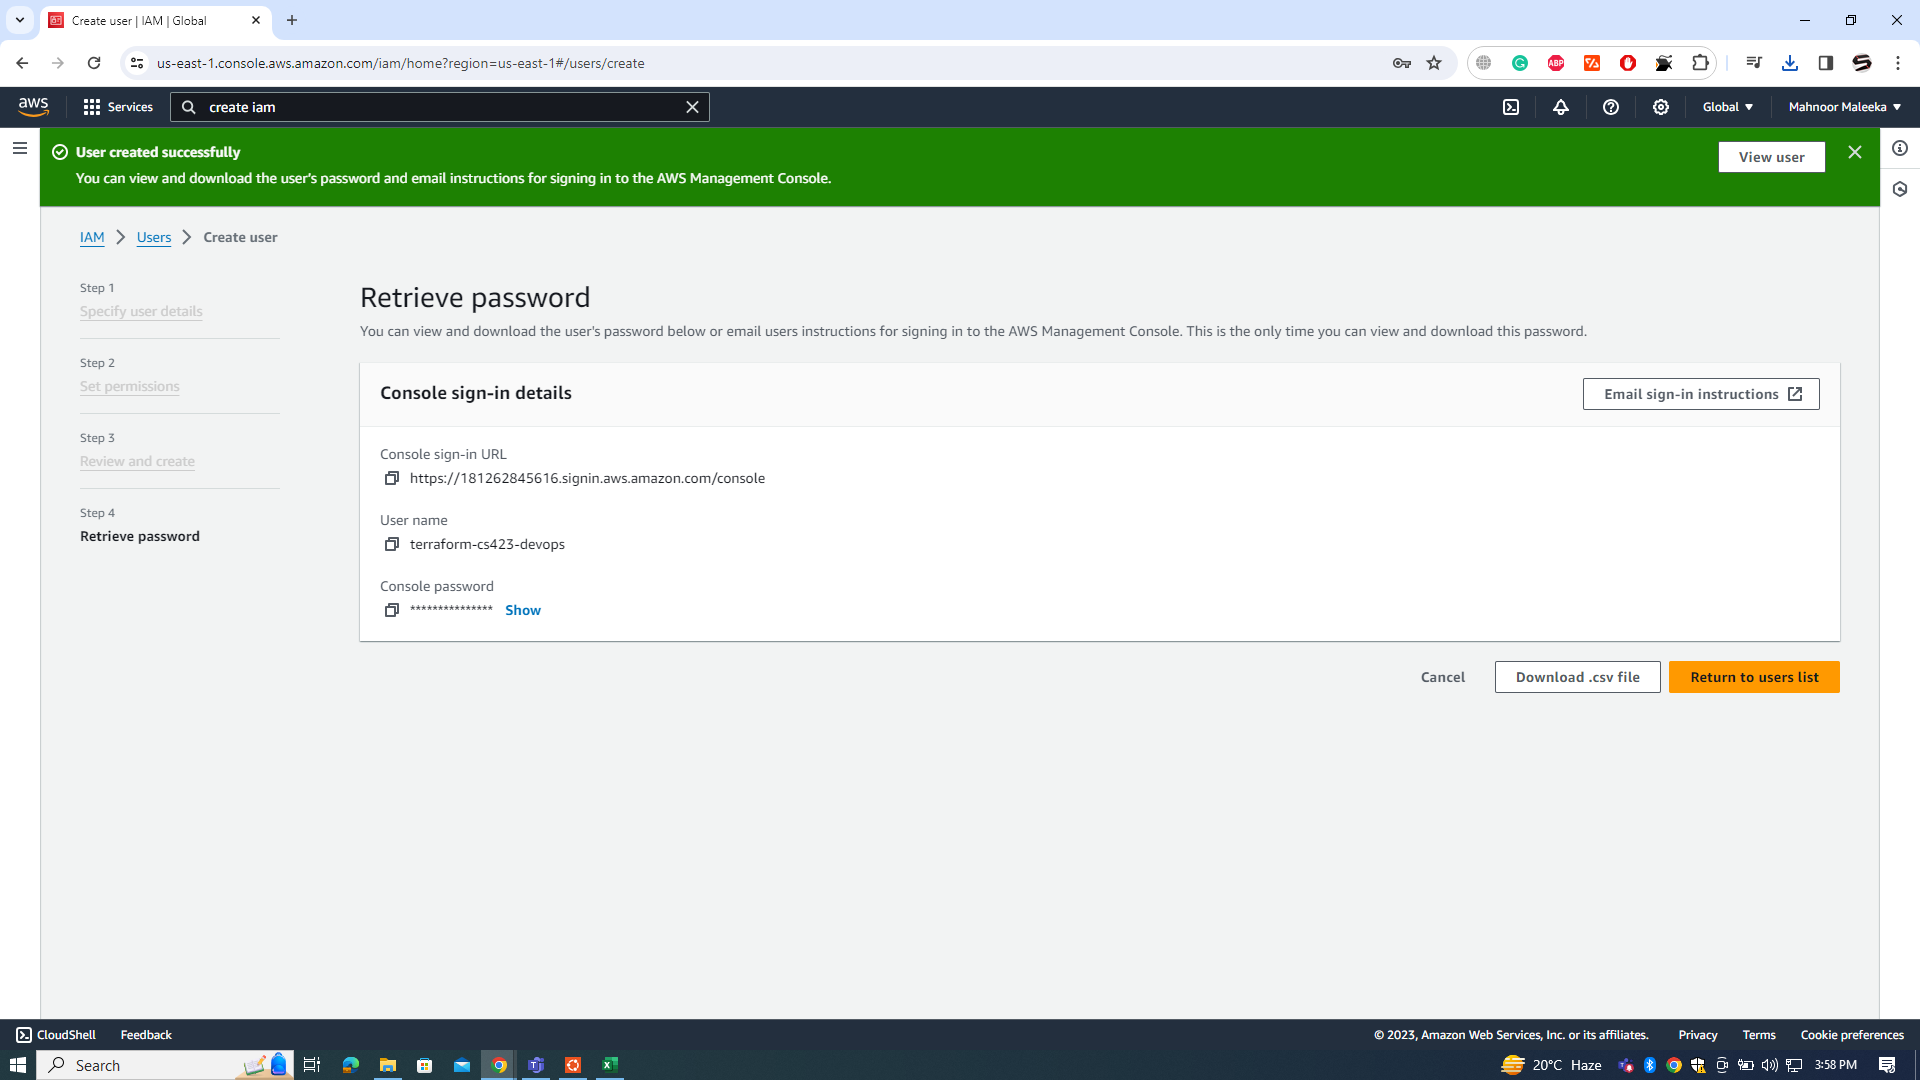 Create user | IAM | Global
us-east-1.console.aws.amazon.com/iam/home?region=us-east-1#/users/create
ABP
aws
Services
create iam
Global
Mahnoor Maleeka
User created successfully
View user
You can view and download the user's password and email instructions for signing in to the AWS Management Console.
IAM
Users
Create user
Step 1
Specify user details
Step 2
Set permissions
Step 3
Review and create
Step 4
Retrieve password
Retrieve password
You can view and download the user's password below or email users instructions for signing in to the AWS Management Console. This is the only time you can view and download this password.
Console sign-in details
Email sign-in instructions
Console sign-in URL
https://181262845616.signin.aws.amazon.com/console
User name
terraform-cs423-devops
Console password
*************** Show
Cancel
Download .csv file
Return to users list
CloudShell
Feedback
© 2023, Amazon Web Services, Inc. or its affiliates.
Privacy
Terms
Cookie preferences
Search
20°C Haze
3:58 PM